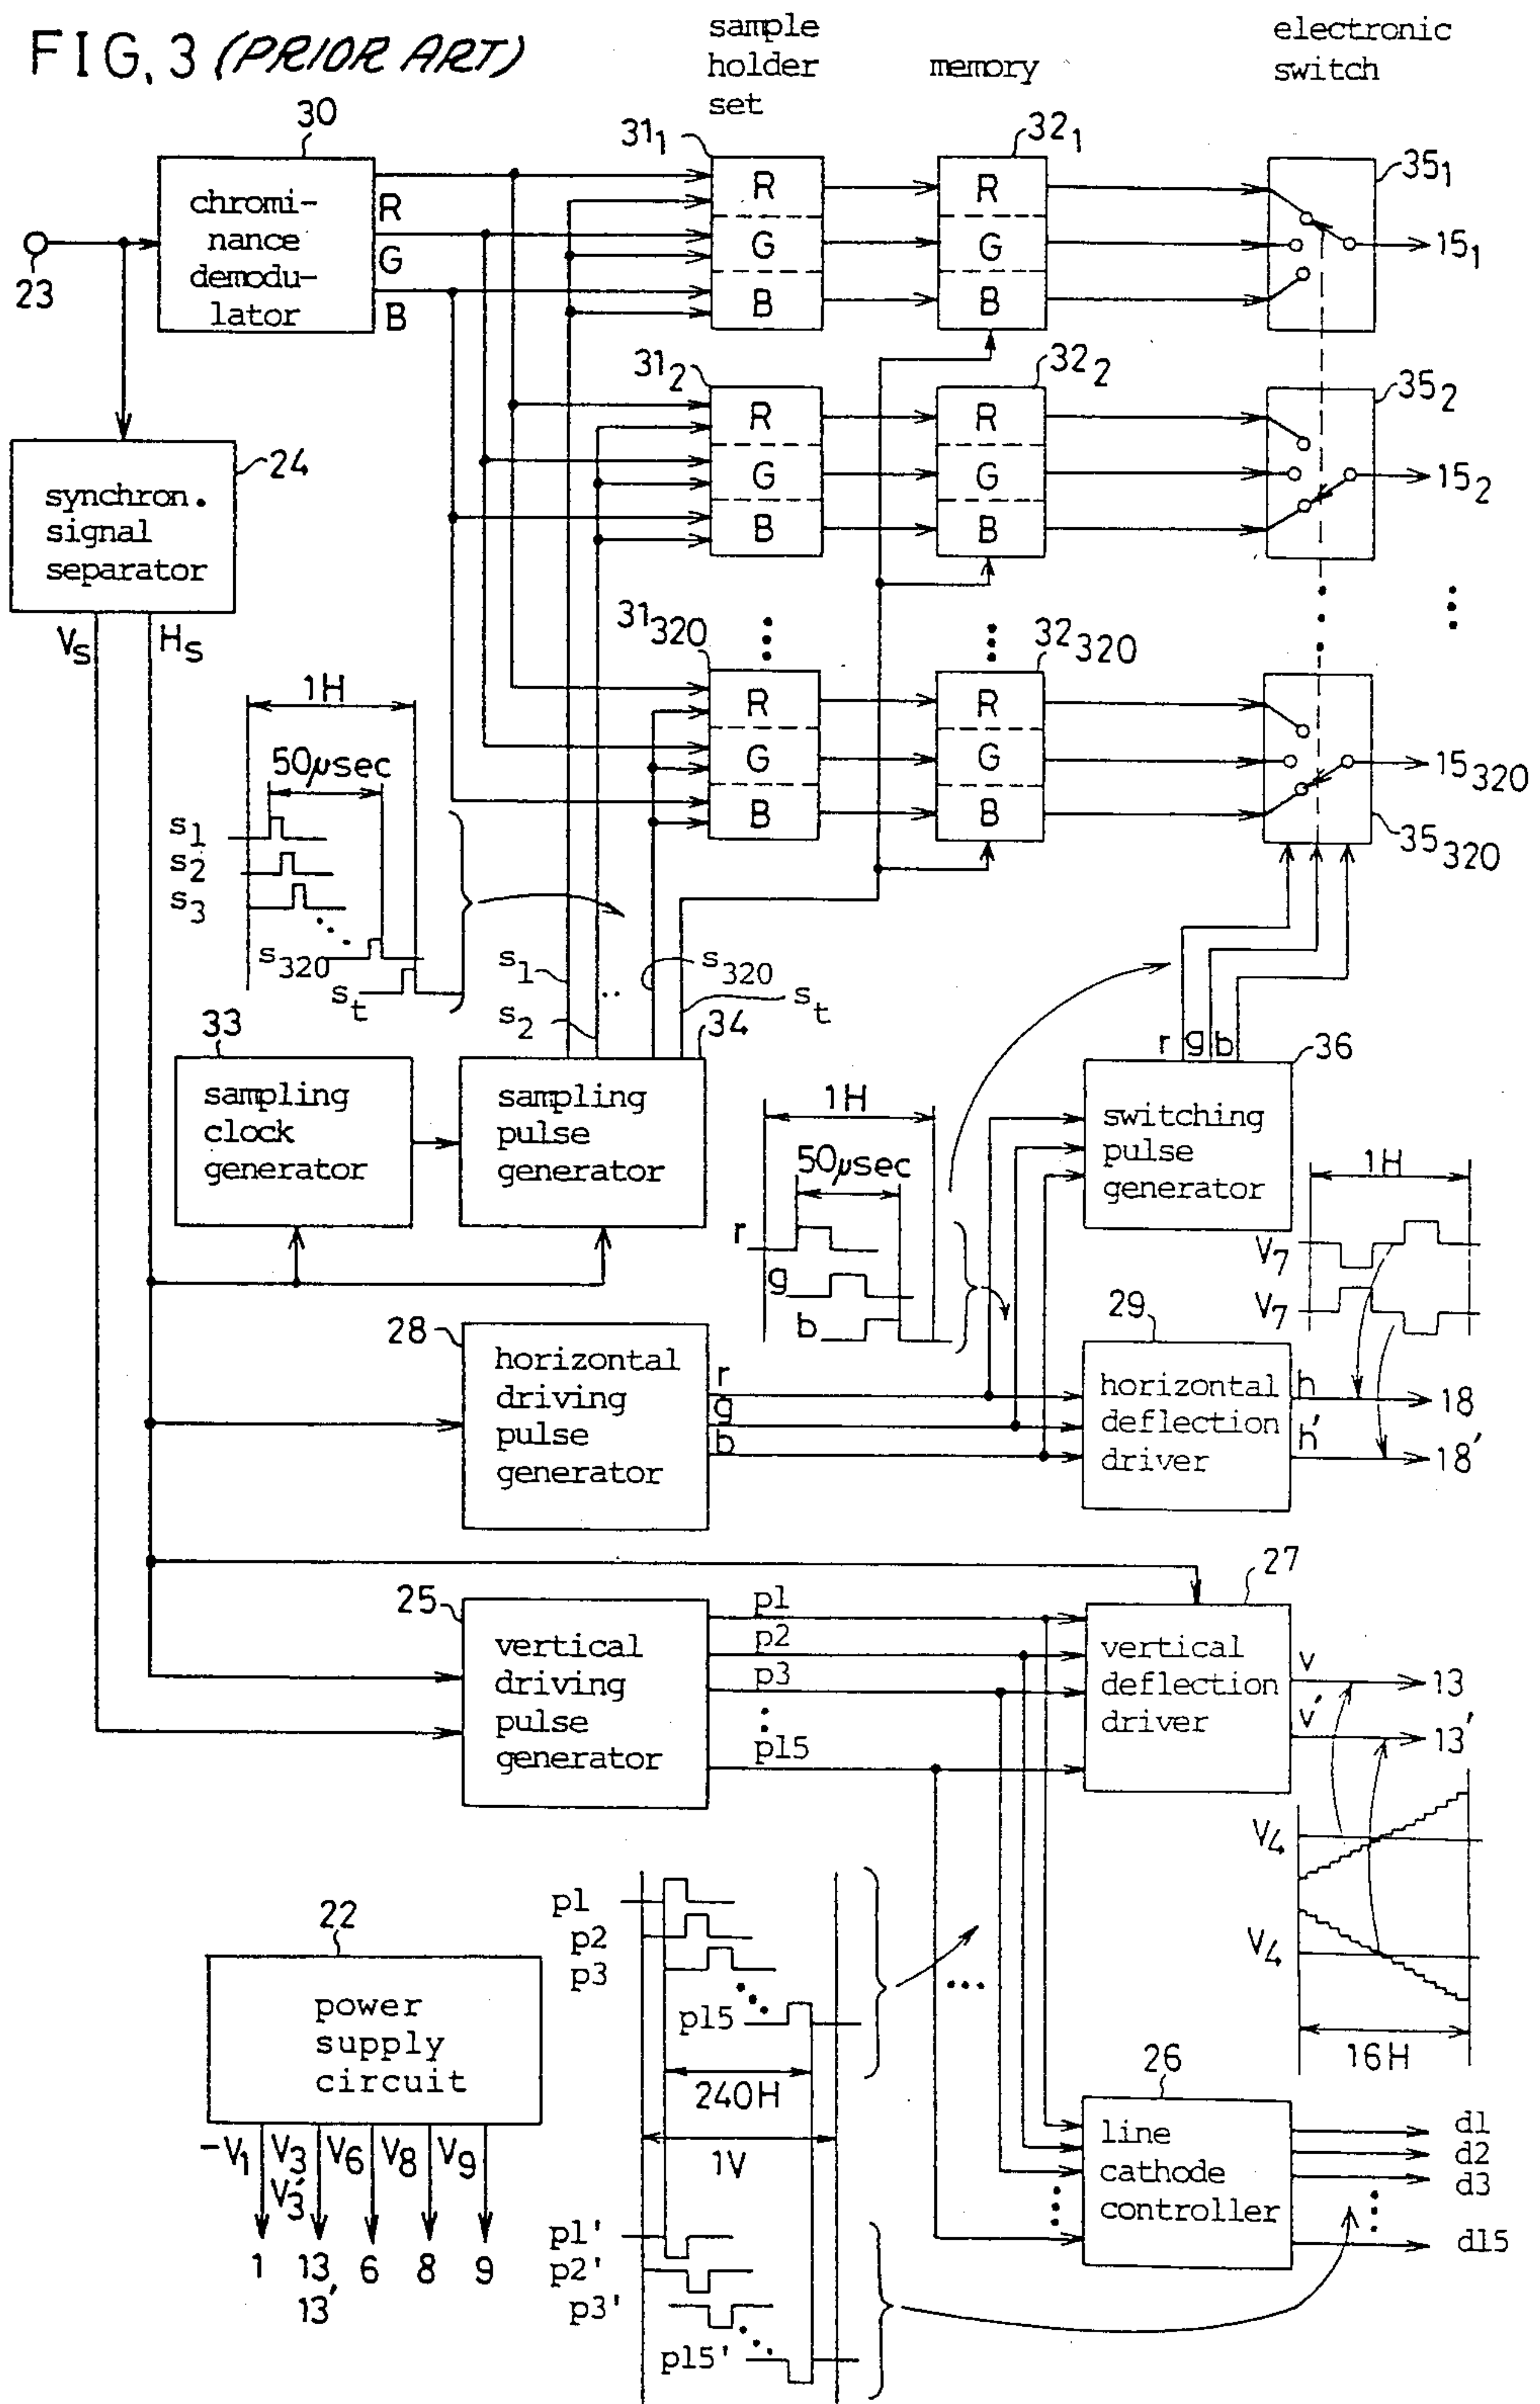 FIG. 3 (PRIOR ART)
sample
holder
set
memory
electronic
switch
30
chromi-
nance
demodu-
lator
R
G
B
23
31₁
R
G
B
32₁
R
G
B
35₁
15₁
31₂
R
G
B
32₂
R
G
B
35₂
15₂
24
synchron.
signal
separator
V_S
H_S
31₃₂₀
R
G
B
32₃₂₀
R
G
B
15₃₂₀
35₃₂₀
1H
50μsec
s₁
s₂
s₃
s₃₂₀
s_t
s₁
s₂
s₃₂₀
s_t
33
sampling
clock
generator
34
sampling
pulse
generator
r g b
36
switching
pulse
generator
1H
50μsec
r
g
b
1H
V₇
V₇
28
horizontal
driving
pulse
generator
r
g
b
29
horizontal
deflection
driver
h
h'
18
18'
25
vertical
driving
pulse
generator
p1
p2
p3
p15
27
vertical
deflection
driver
v
v'
13
13'
V₄
V₄
16H
22
power
supply
circuit
-V₁
V₃
V₃'
V₆
V₈
V₉
1
13
13'
6
8
9
p1
p2
p3
p15
240H
1V
p1'
p2'
p3'
p15'
26
line
cathode
controller
d1
d2
d3
d15